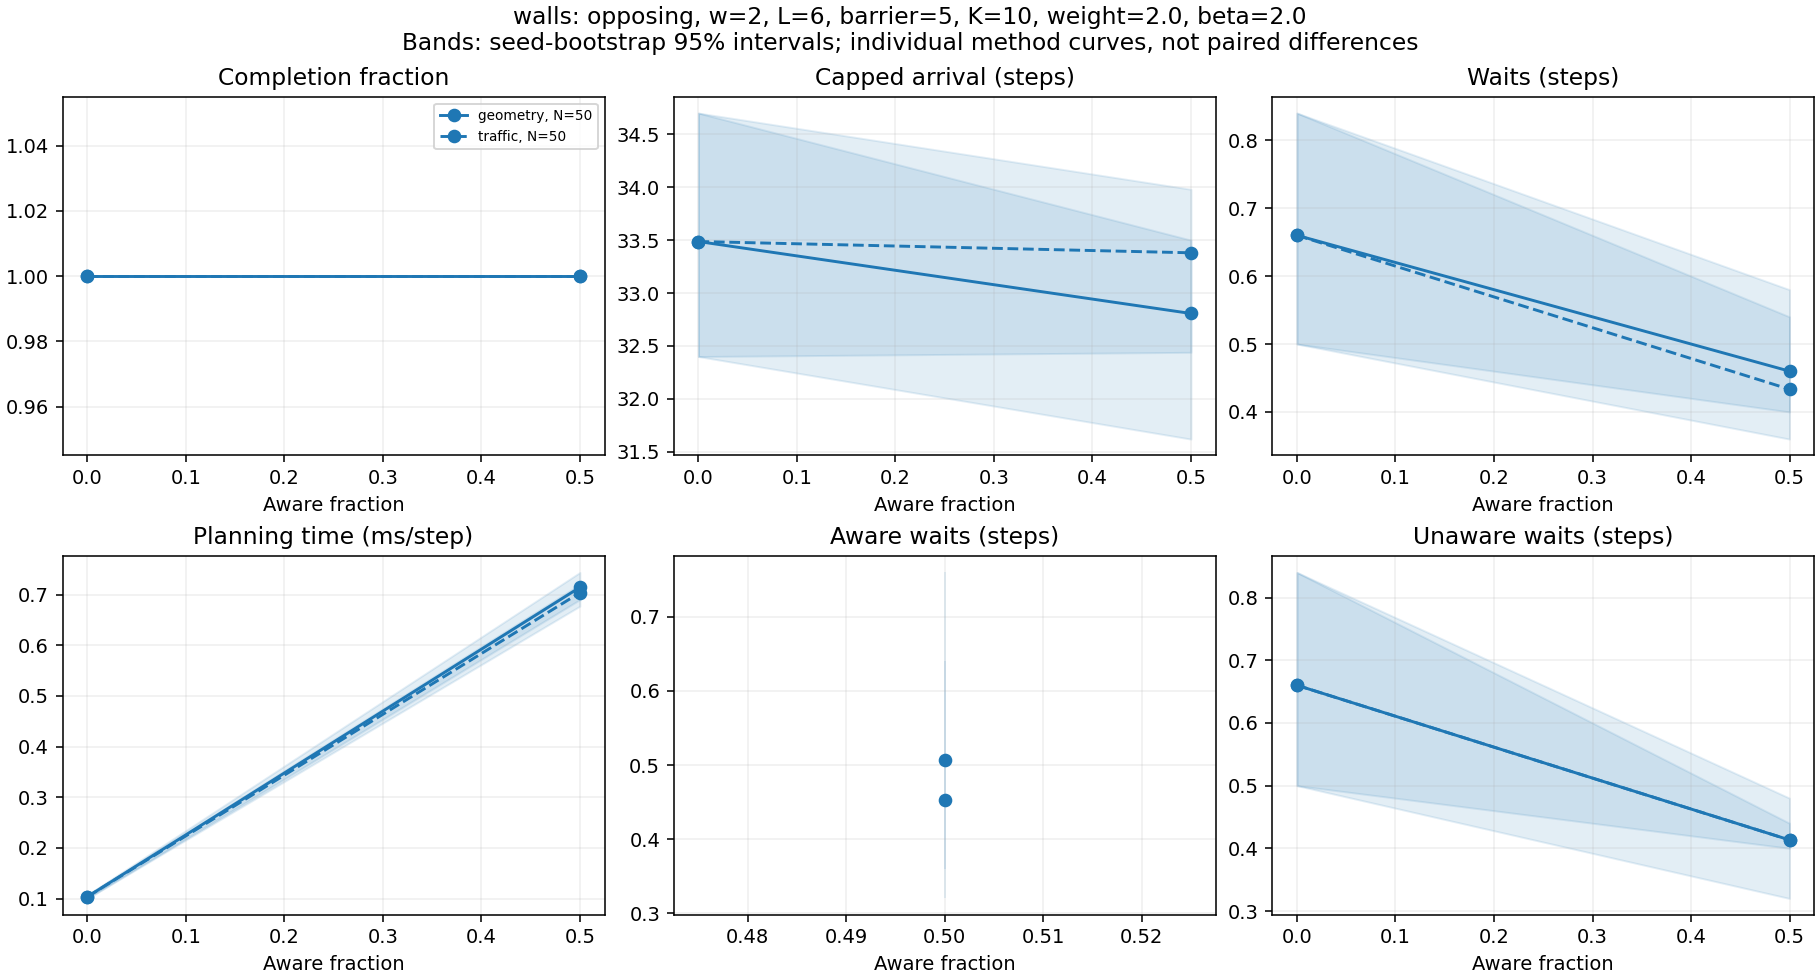 walls: opposing, w=2, L=6, barrier=5, K=10, weight=2.0, beta=2.0
Bands: seed-bootstrap 95% intervals; individual method curves, not paired differences
Completion fraction
1.04
1.02
1.00
0.98
0.96
geometry, N=50
traffic, N=50
0.0 0.1 0.2 0.3 0.4 0.5
Aware fraction
Capped arrival (steps)
34.5
34.0
33.5
33.0
32.5
32.0
31.5
0.0 0.1 0.2 0.3 0.4 0.5
Aware fraction
Waits (steps)
0.8
0.7
0.6
0.5
0.4
0.0 0.1 0.2 0.3 0.4 0.5
Aware fraction
Planning time (ms/step)
0.7
0.6
0.5
0.4
0.3
0.2
0.1
0.0 0.1 0.2 0.3 0.4 0.5
Aware fraction
Aware waits (steps)
0.7
0.6
0.5
0.4
0.3
0.48 0.49 0.50 0.51 0.52
Aware fraction
Unaware waits (steps)
0.8
0.7
0.6
0.5
0.4
0.3
0.0 0.1 0.2 0.3 0.4 0.5
Aware fraction